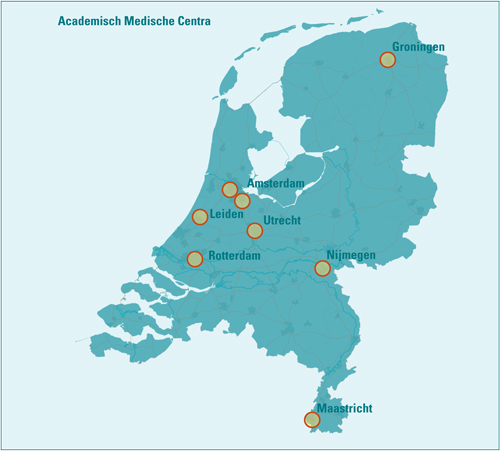 Academisch Medische Centra
Groningen
Amsterdam
Leiden
Utrecht
Rotterdam
Nijmegen
Maastricht